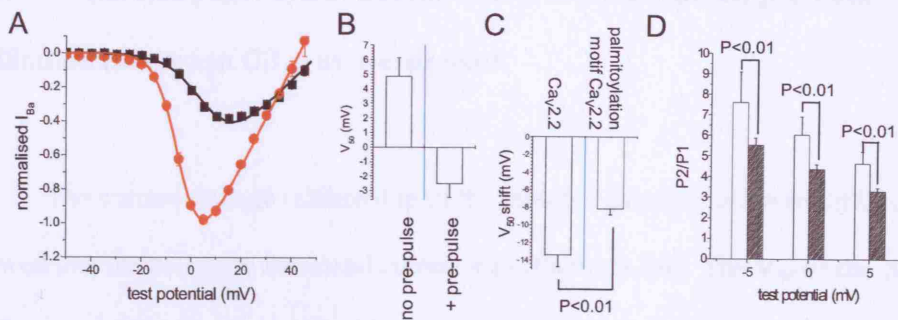 A
normalised I_Ba
0.0
-0.2
-0.4
-0.6
-0.8
-1.0
-1.2
-40
-20
0
20
40
test potential (mV)
B
V50 (mV)
7
6
5
4
3
2
1
0
-1
-2
-3
-4
no pre-pulse
+ pre-pulse
C
CaV2.2
palmitoylation
motif CaV2.2
V50 shift (mV)
0
-2
-4
-6
-8
-10
-12
-14
P<0.01
D
P2/P1
10
9
8
7
6
5
4
3
2
1
0
P<0.01
P<0.01
P<0.01
-5
0
5
test potential (mV)